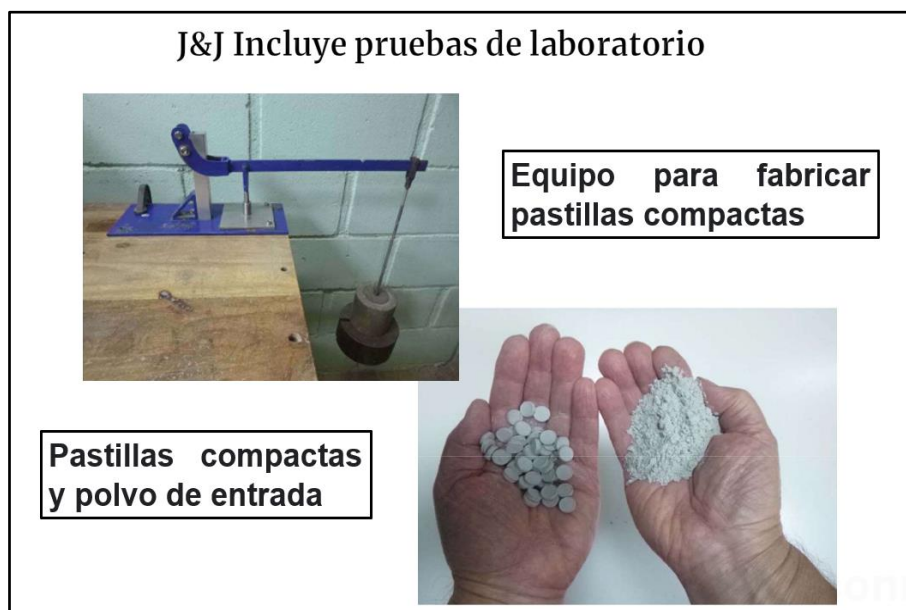 J&J Incluye pruebas de laboratorio
Equipo para fabricar
pastillas compactas
Pastillas compactas
y polvo de entrada